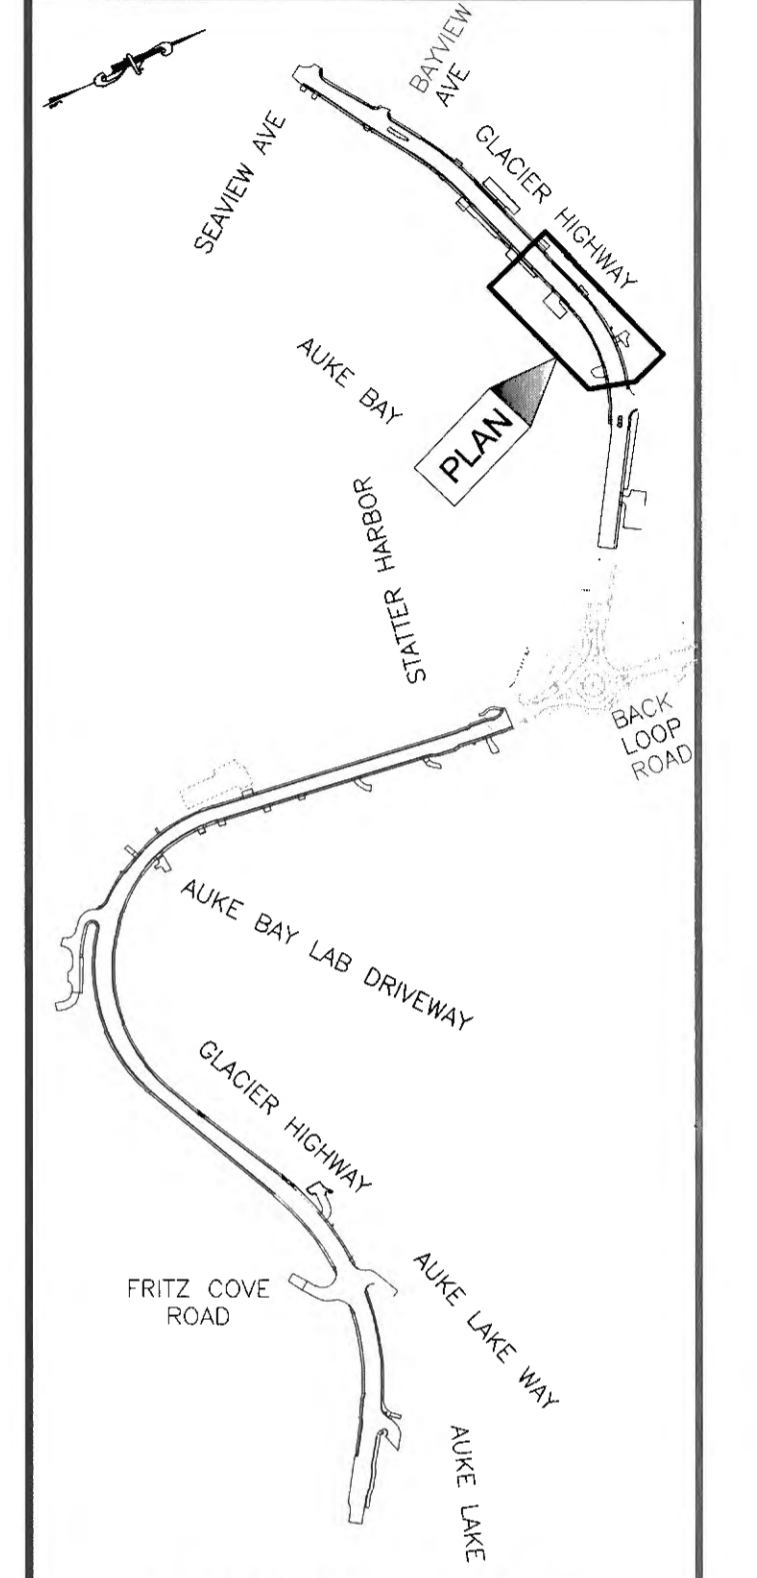 BAYVIEW
AVE
SEAVIEW AVE
GLACIER HIGHWAY
AUKE BAY
PLAN
STATTER HARBOR
BACK
LOOP
ROAD
AUKE BAY LAB DRIVEWAY
GLACIER HIGHWAY
FRITZ COVE
ROAD
AUKE LAKE WAY
AUKE LAKE